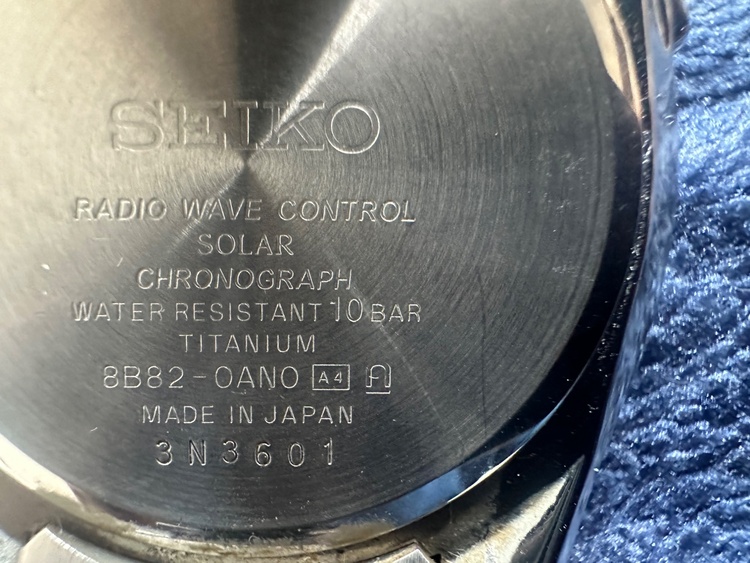 SEIKO
RADIO WAVE CONTROL
SOLAR
CHRONOGRAPH
WATER RESISTANT 10 BAR
TITANIUM
8B82-0AN0 A4
MADE IN JAPAN
3N3601